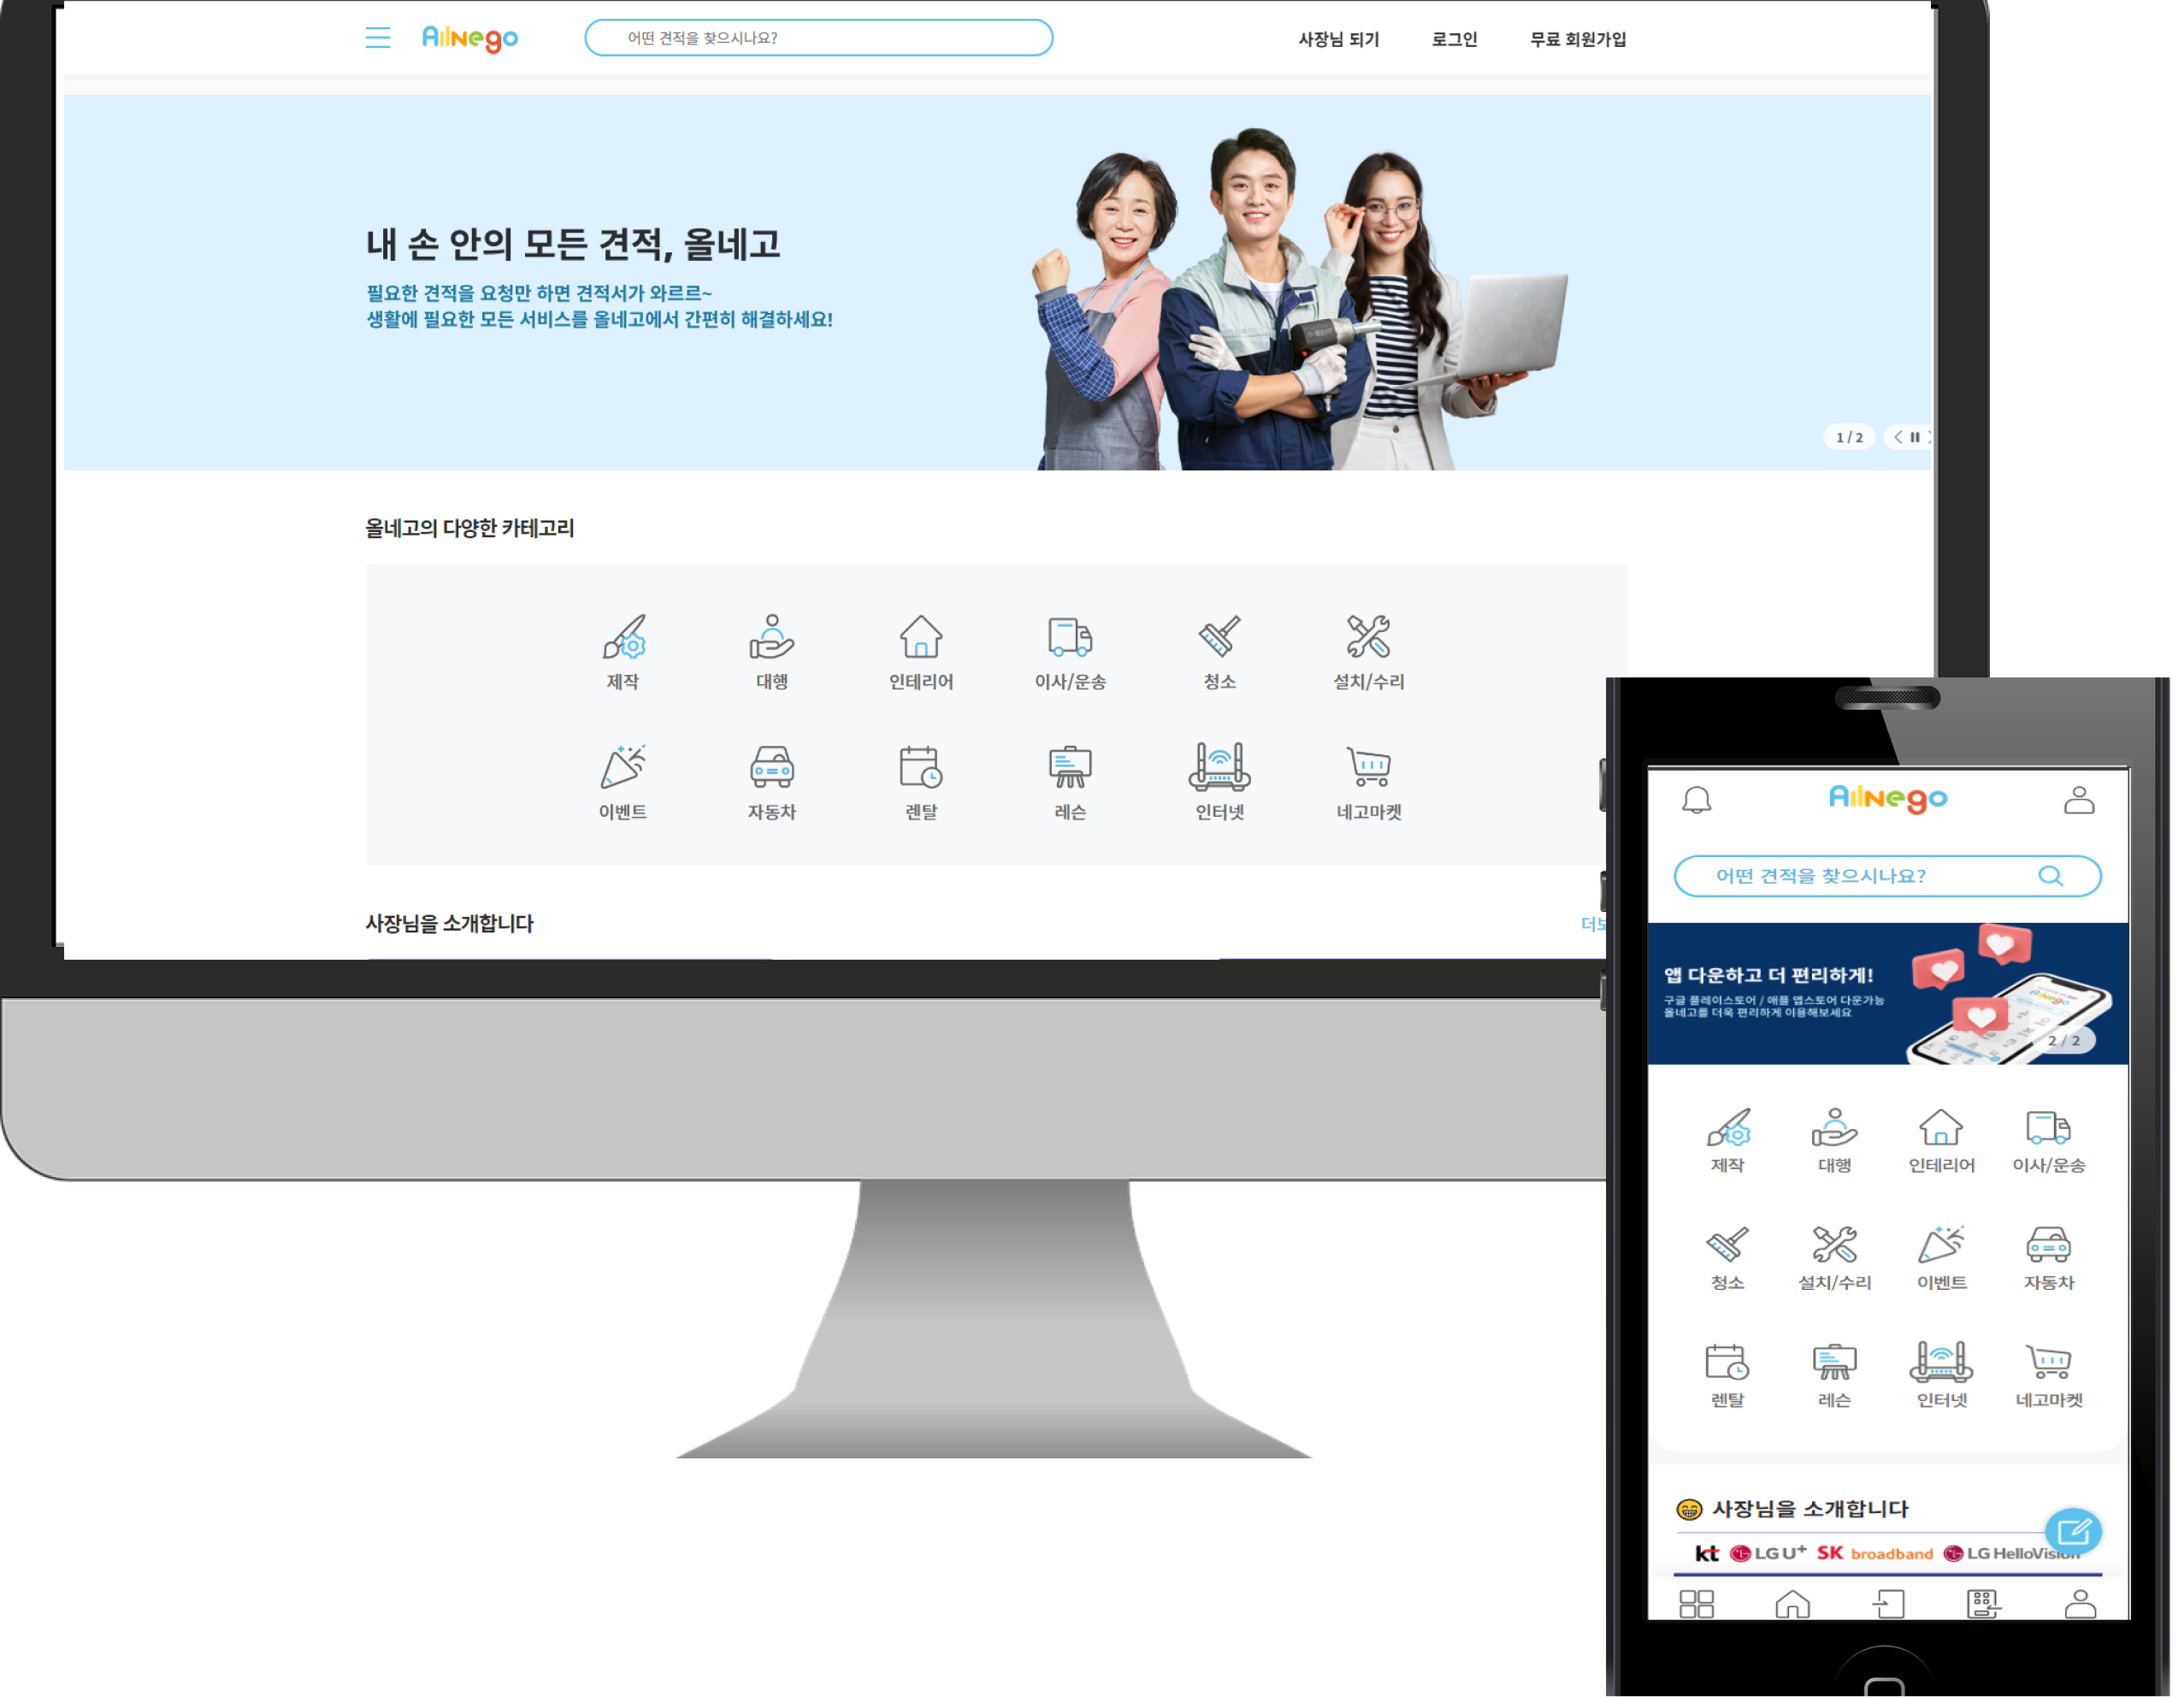 Allnego
어떤 견적을 찾으시나요?
사장님 되기
로그인
무료 회원가입
내 손 안의 모든 견적, 올네고
필요한 견적을 요청만 하면 견적서가 와르르~
생활에 필요한 모든 서비스를 올네고에서 간편히 해결하세요!
1 / 2
올네고의 다양한 카테고리
제작
대행
인테리어
이사/운송
청소
설치/수리
이벤트
자동차
렌탈
레슨
인터넷
네고마켓
사장님을 소개합니다
Allnego
어떤 견적을 찾으시나요?
앱 다운하고 더 편리하게!
구글 플레이스토어 / 애플 앱스토어 다운가능
올네고를 더욱 편리하게 이용해보세요
2 / 2
제작
대행
인테리어
이사/운송
청소
설치/수리
이벤트
자동차
렌탈
레슨
인터넷
네고마켓
사장님을 소개합니다
kt LG U+ SK broadband LG HelloVision